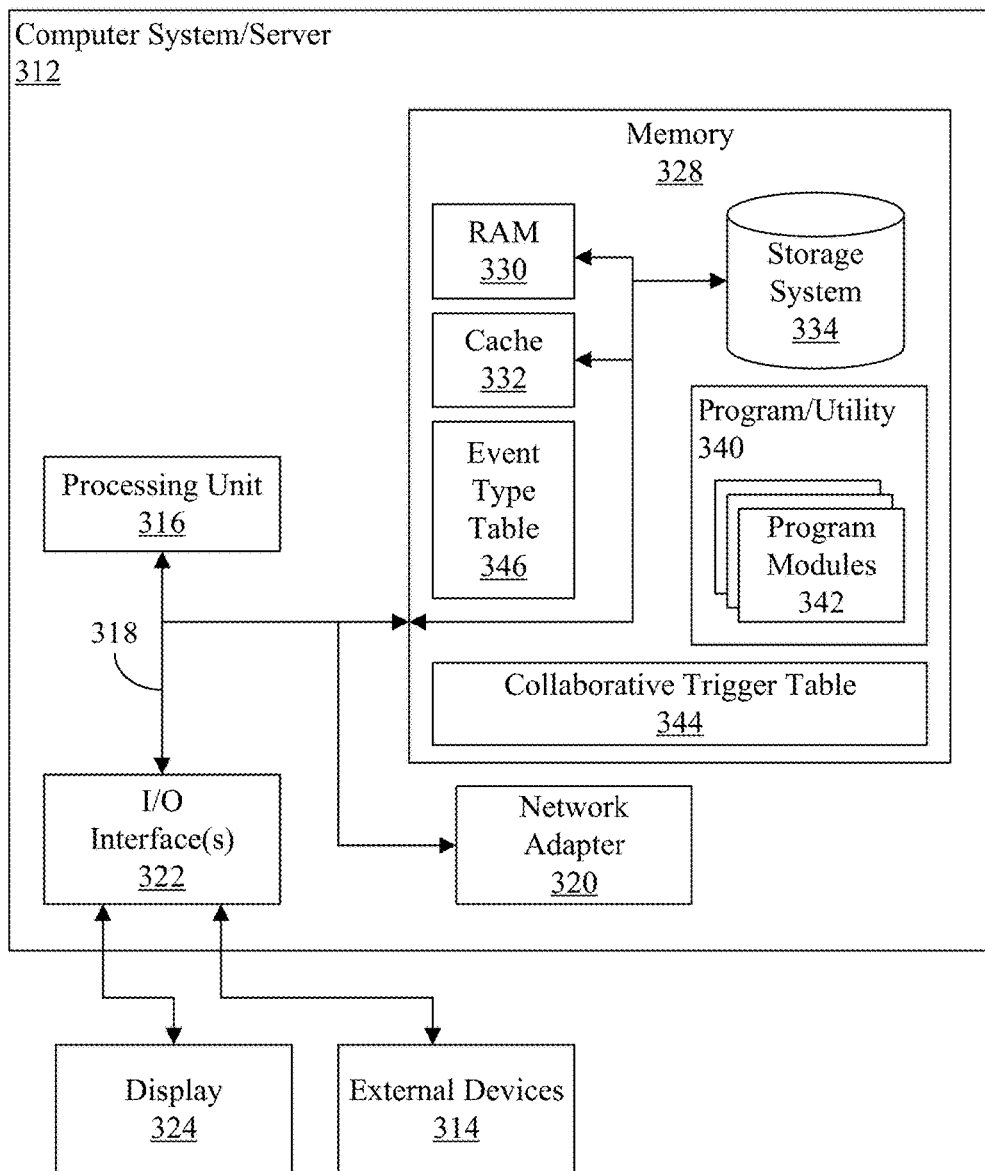 Computer System/Server
312
Memory
328
RAM
330
Storage
System
334
Cache
332
Program/Utility
340
Event
Type
Table
346
Program
Modules
342
Processing Unit
316
318
Collaborative Trigger Table
344
I/O
Interface(s)
322
Network
Adapter
320
Display
324
External Devices
314